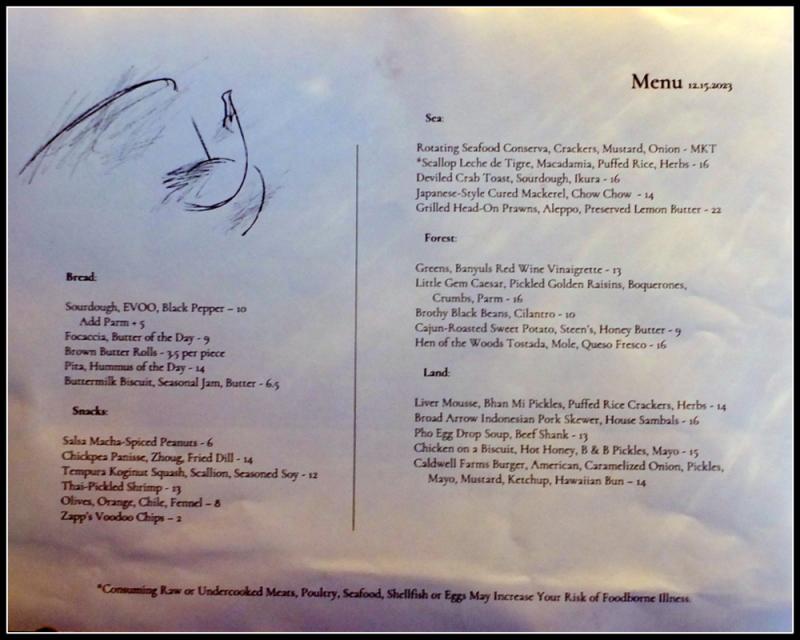 Menu 12.15.2023
Bread:
Sourdough, EVOO, Black Pepper – 10
Add Parm + 5
Focaccia, Butter of the Day - 9
Brown Butter Rolls - 3.5 per piece
Pita, Hummus of the Day - 14
Buttermilk Biscuit, Seasonal Jam, Butter - 6.5
Snacks:
Salsa Macha-Spiced Peanuts - 6
Chickpea Panisse, Zhoug, Fried Dill - 14
Tempura Koginut Squash, Scallion, Seasoned Soy - 12
Thai-Pickled Shrimp - 13
Olives, Orange, Chile, Fennel – 8
Zapp's Voodoo Chips – 2
Sea:
Rotating Seafood Conserva, Crackers, Mustard, Onion - MKT
*Scallop Leche de Tigre, Macadamia, Puffed Rice, Herbs - 16
Deviled Crab Toast, Sourdough, Ikura - 16
Japanese-Style Cured Mackerel, Chow Chow - 14
Grilled Head-On Prawns, Aleppo, Preserved Lemon Butter - 22
Forest:
Greens, Banyuls Red Wine Vinaigrette - 13
Little Gem Caesar, Pickled Golden Raisins, Boquerones,
Crumbs, Parm - 16
Brothy Black Beans, Cilantro - 10
Cajun-Roasted Sweet Potato, Steen's, Honey Butter - 9
Hen of the Woods Tostada, Mole, Queso Fresco - 16
Land:
Liver Mousse, Bhan Mi Pickles, Puffed Rice Crackers, Herbs - 14
Broad Arrow Indonesian Pork Skewer, House Sambals - 16
Pho Egg Drop Soup, Beef Shank - 13
Chicken on a Biscuit, Hot Honey, B & B Pickles, Mayo - 15
Caldwell Farms Burger, American, Caramelized Onion, Pickles,
Mayo, Mustard, Ketchup, Hawaiian Bun – 14
*Consuming Raw or Undercooked Meats, Poultry, Seafood, Shellfish or Eggs May Increase Your Risk of Foodborne Illness.